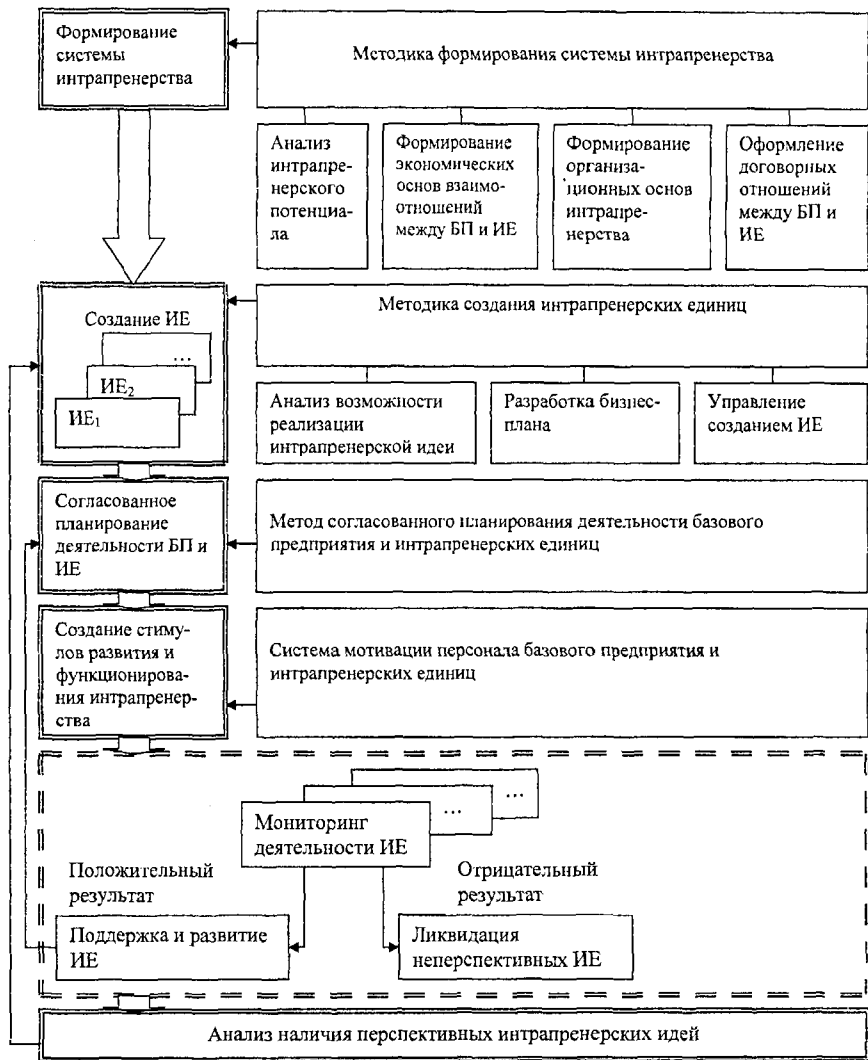 Формирование
системы
интрапренерства
Методика формирования системы интрапренерства
Анализ
интрапре-
нерского
потенциа-
ла
Формирование
экономических
основ взаимо-
отношений
между БП и ИЕ
Формирование
организа-
ционных основ
интрапре-
нерства
Оформление
договорных
отношений
между БП и
ИЕ
Создание ИЕ
...
ИЕ₂
ИЕ₁
Методика создания интрапренерских единиц
Анализ возможности
реализации
интрапренерской идеи
Разработка бизнес-
плана
Управление
созданием ИЕ
Согласованное
планирование
деятельности БП и
ИЕ
Метод согласованного планирования деятельности базового
предприятия и интрапренерских единиц
Создание стиму-
лов развития и
функционирова-
ния интрапренер-
ства
Система мотивации персонала базового предприятия и
интрапренерских единиц
...
...
Мониторинг
деятельности ИЕ
Положительный
результат
Отрицательный
результат
Поддержка и развитие
ИЕ
Ликвидация
неперспективных ИЕ
Анализ наличия перспективных интрапренерских идей